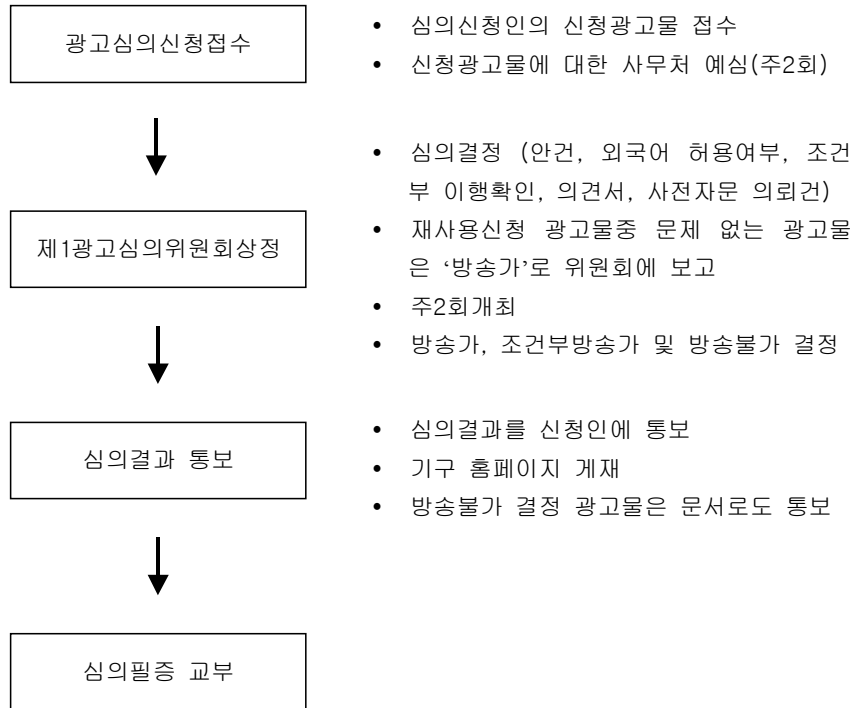 광고심의신청접수
• 심의신청인의 신청광고물 접수
• 신청광고물에 대한 사무처 예심(주2회)
제1광고심의위원회상정
• 심의결정 (안건, 외국어 허용여부, 조건
부 이행확인, 의견서, 사전자문 의뢰건)
• 재사용신청 광고물중 문제 없는 광고물
은 ‘방송가’로 위원회에 보고
• 주2회개최
• 방송가, 조건부방송가 및 방송불가 결정
심의결과 통보
• 심의결과를 신청인에 통보
• 기구 홈페이지 게재
• 방송불가 결정 광고물은 문서로도 통보
심의필증 교부